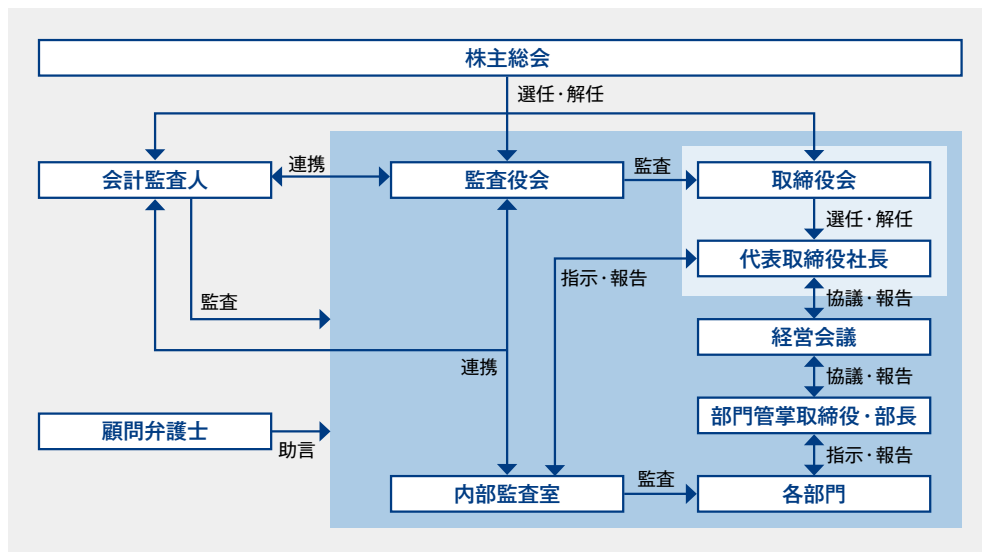 株主総会
選任・解任
会計監査人
連携
監査役会
監査
取締役会
選任・解任
代表取締役社長
指示・報告
監査
協議・報告
経営会議
連携
協議・報告
部門管掌取締役・部長
顧問弁護士
助言
指示・報告
内部監査室
監査
各部門